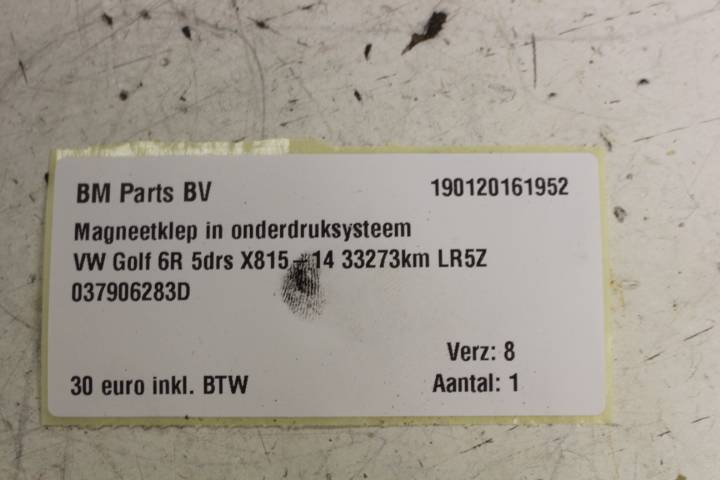 BM Parts BV 190120161952
Magneetklep in onderdruksysteem
VW Golf 6R 5drs X815 - 14 33273km LR5Z
037906283D
Verz: 8
30 euro inkl. BTW Aantal: 1